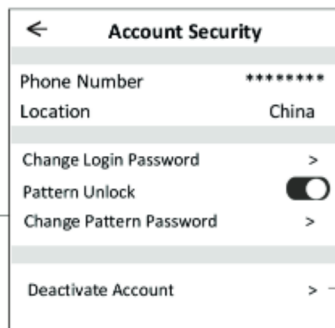 ← Account Security
Phone Number ********
Location China
Change Login Password >
Pattern Unlock
Change Pattern Password >
Deactivate Account >